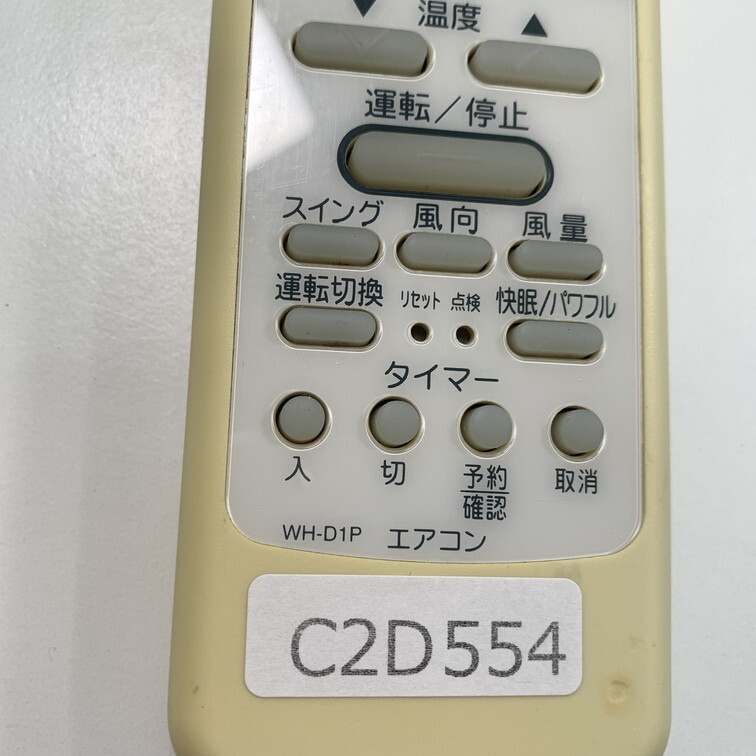 ▼ 温度 ▲
運転／停止
スイング 風向 風量
運転切換 リセット 点検 快眠/パワフル
タイマー
入 切 予約 取消
確認
WH-D1P エアコン
C2D554